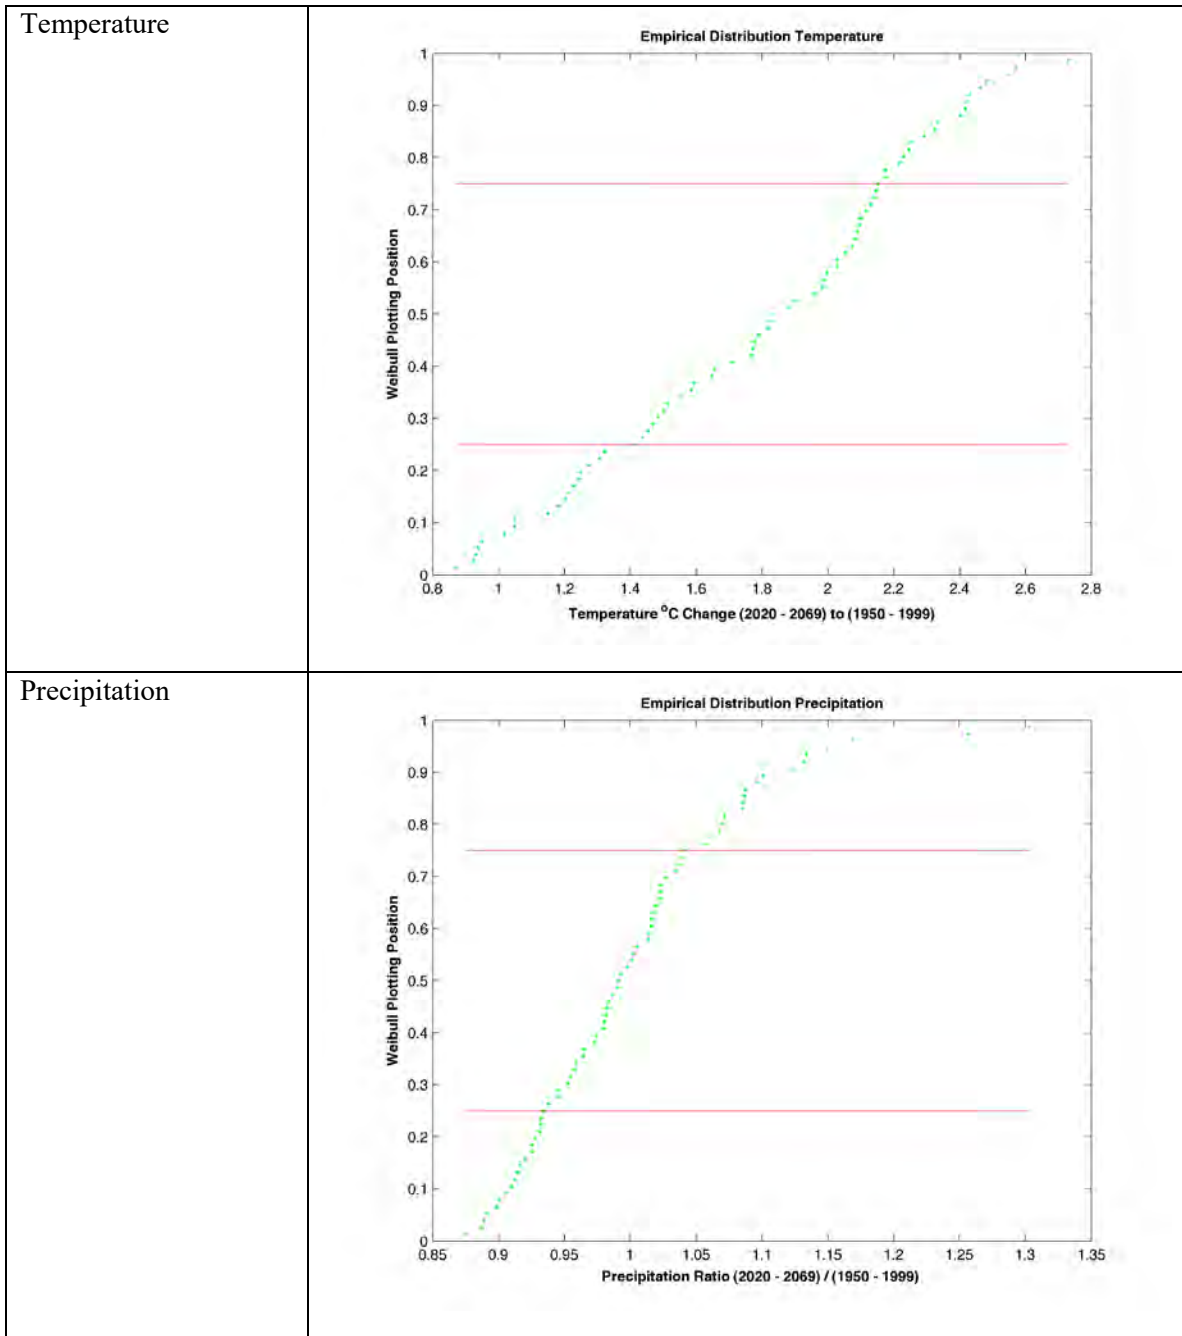 Temperature
Empirical Distribution Temperature
1
0.9
0.8
0.7
0.6
0.5
0.4
0.3
0.2
0.1
0
Weibull Plotting Position
0.8 1 1.2 1.4 1.6 1.8 2 2.2 2.4 2.6 2.8
Temperature °C Change (2020 - 2069) to (1950 - 1999)
Precipitation
Empirical Distribution Precipitation
1
0.9
0.8
0.7
0.6
0.5
0.4
0.3
0.2
0.1
0
Weibull Plotting Position
0.85 0.9 0.95 1 1.05 1.1 1.15 1.2 1.25 1.3 1.35
Precipitation Ratio (2020 - 2069) / (1950 - 1999)